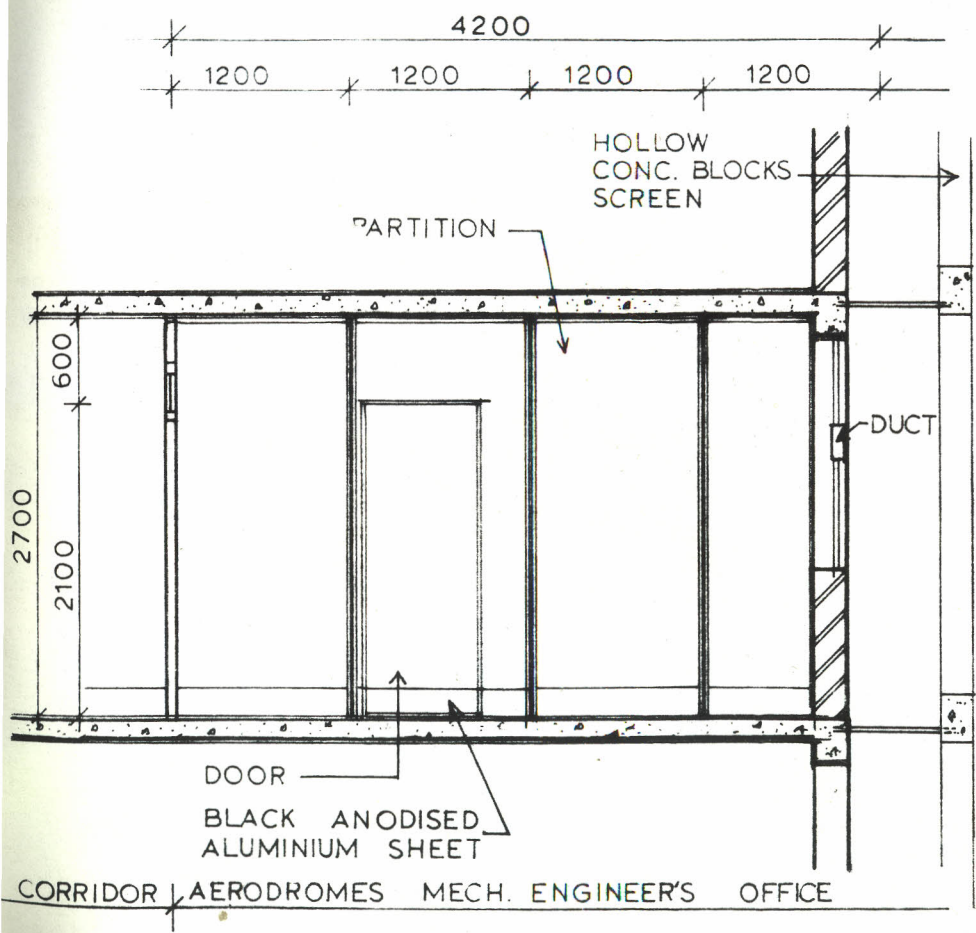 4200
1200 1200 1200 1200
HOLLOW
CONC. BLOCKS
SCREEN
PARTITION
600
DUCT
2700
2100
DOOR
BLACK ANODISED
ALUMINIUM SHEET
CORRIDOR AERODROMES MECH. ENGINEER'S OFFICE